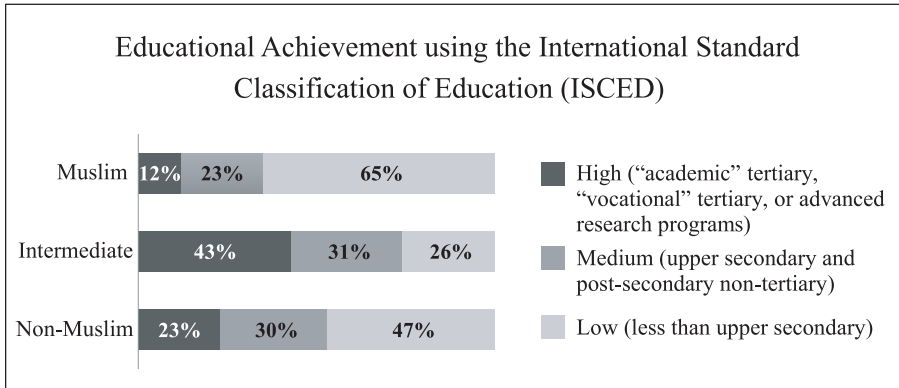 Educational Achievement using the International Standard
Classification of Education (ISCED)
Muslim
12%
23%
65%
Intermediate
43%
31%
26%
Non-Muslim
23%
30%
47%
High (“academic” tertiary,
“vocational” tertiary, or advanced
research programs)
Medium (upper secondary and
post-secondary non-tertiary)
Low (less than upper secondary)